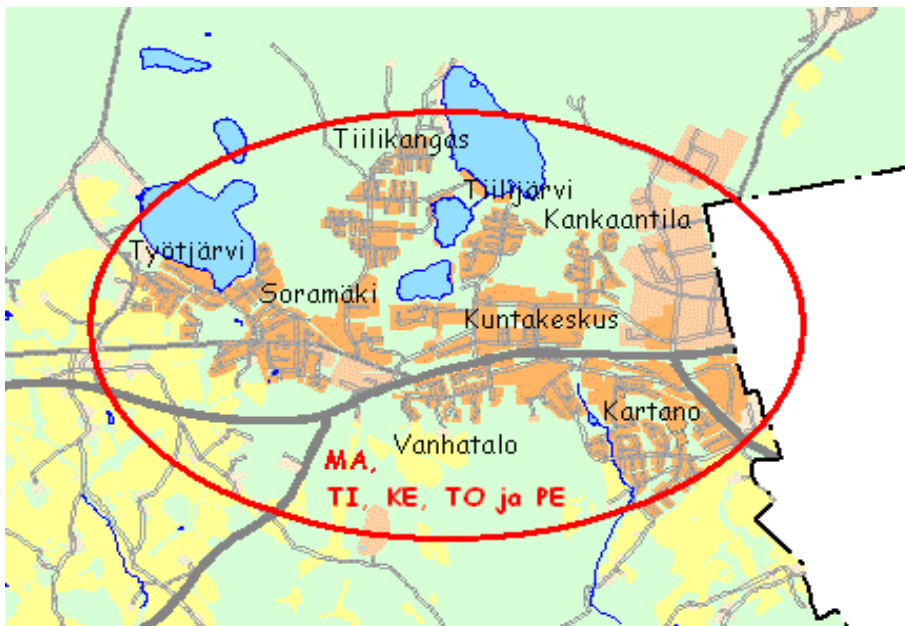 Tiilikangas
Tiilijärvi
Kankaantila
Työtjärvi
Soramäki
Kuntakeskus
Kartano
Vanhatalo
MA,
TI, KE, TO ja PE